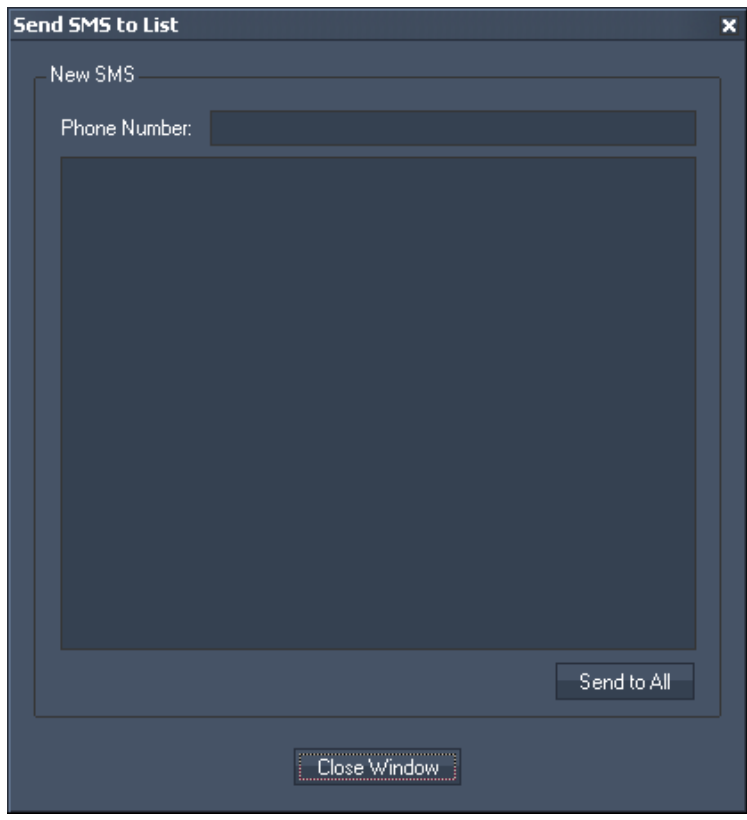 Send SMS to List
New SMS
Phone Number:
Send to All
Close Window